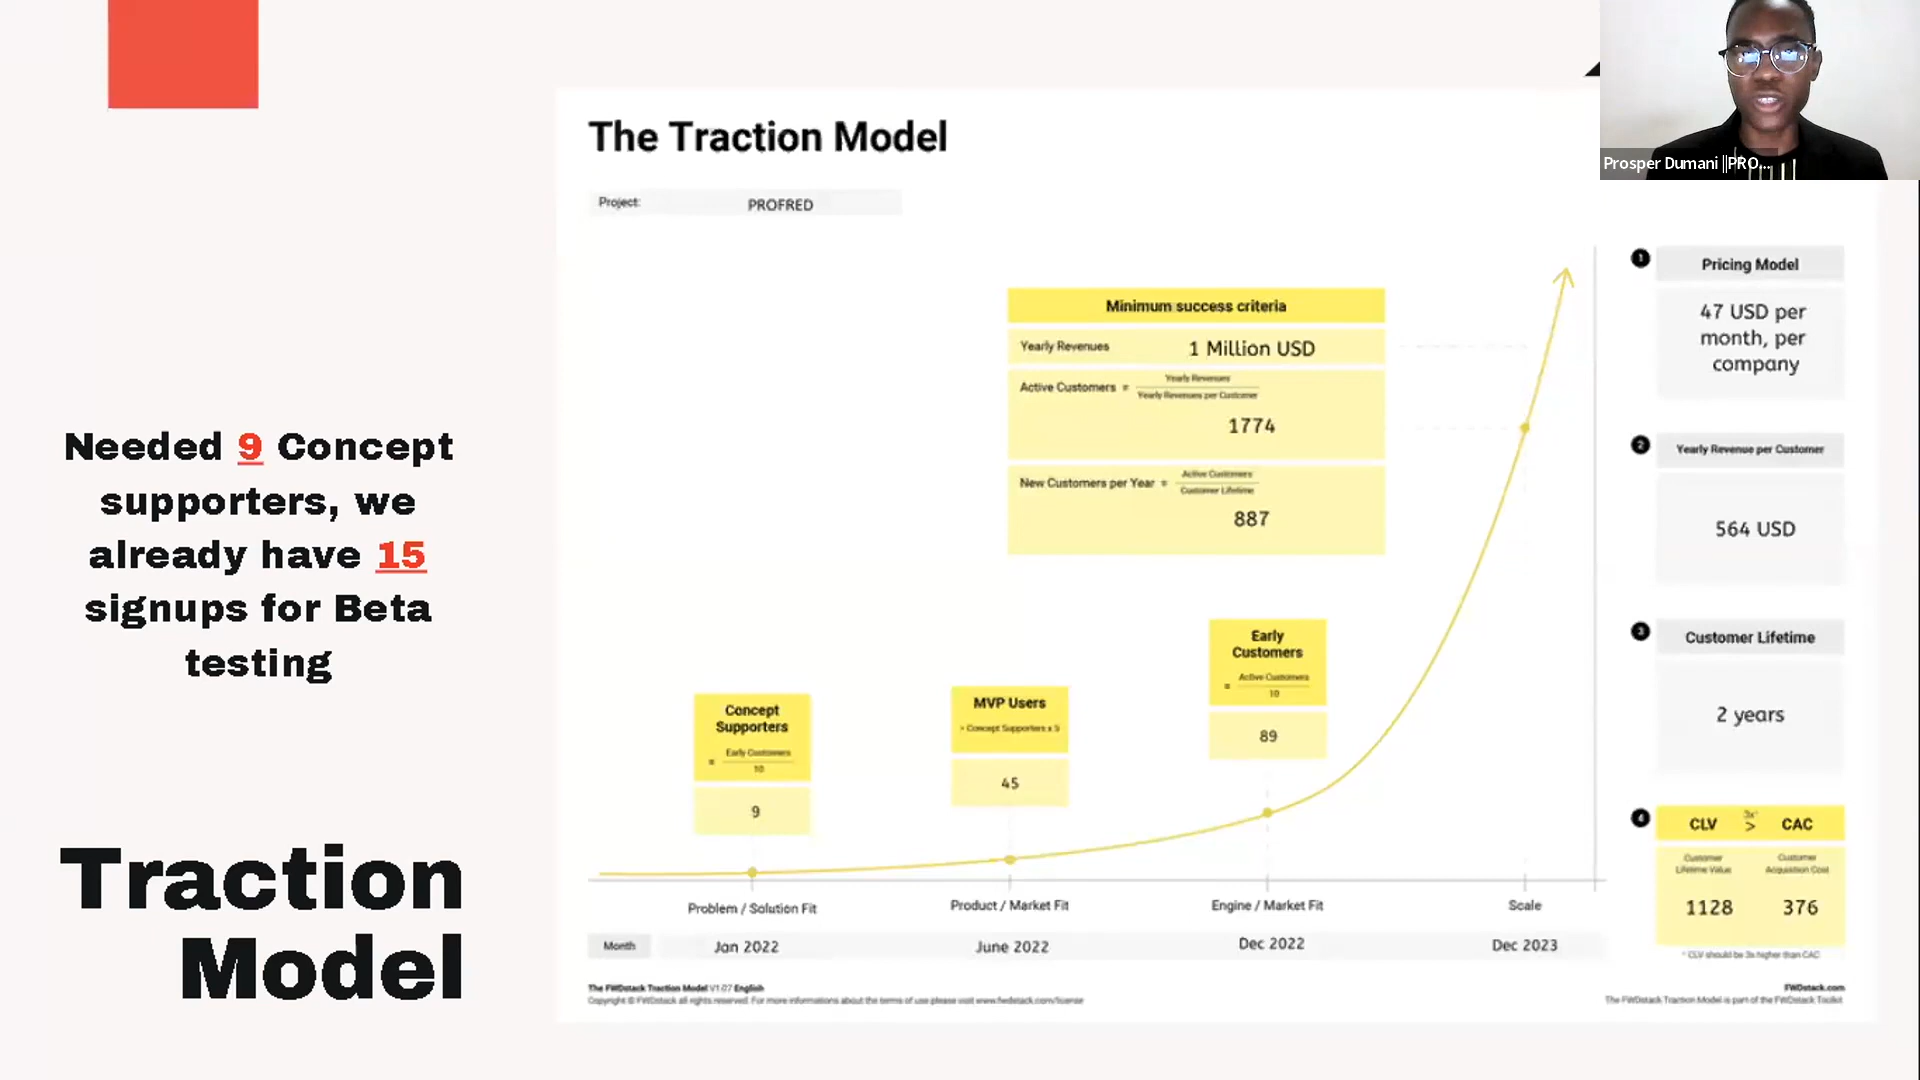 Prosper Dumani ||PRO...
Needed 9 Concept
supporters, we
already have 15
signups for Beta
testing
Traction
Model
The Traction Model
Project:
PROFRED
Minimum success criteria
Yearly Revenues
1 Million USD
Active Customers =
Yearly Revenues
Yearly Revenues per Customer
1774
New Customers per Year =
Active Customers
Customer Lifetime
887
Concept
Supporters
=
Early Customers
10
9
MVP Users
= Concept Supporters x 5
45
Early
Customers
=
Active Customers
10
89
Problem / Solution Fit
Product / Market Fit
Engine / Market Fit
Scale
Month
Jan 2022
June 2022
Dec 2022
Dec 2023
1
Pricing Model
47 USD per
month, per
company
2
Yearly Revenue per Customer
564 USD
3
Customer Lifetime
2 years
4
CLV
3x*
>
CAC
Customer
Lifetime Value
Customer
Acquisition Cost
1128
376
* CLV should be 3x higher than CAC
The FWDstack Traction Model V1.07 English
Copyright © FWDstack all rights reserved. For more informations about the terms of use please visit www.fwdstack.com/license
FWDstack.com
The FWDstack Traction Model is part of the FWDstack Toolkit